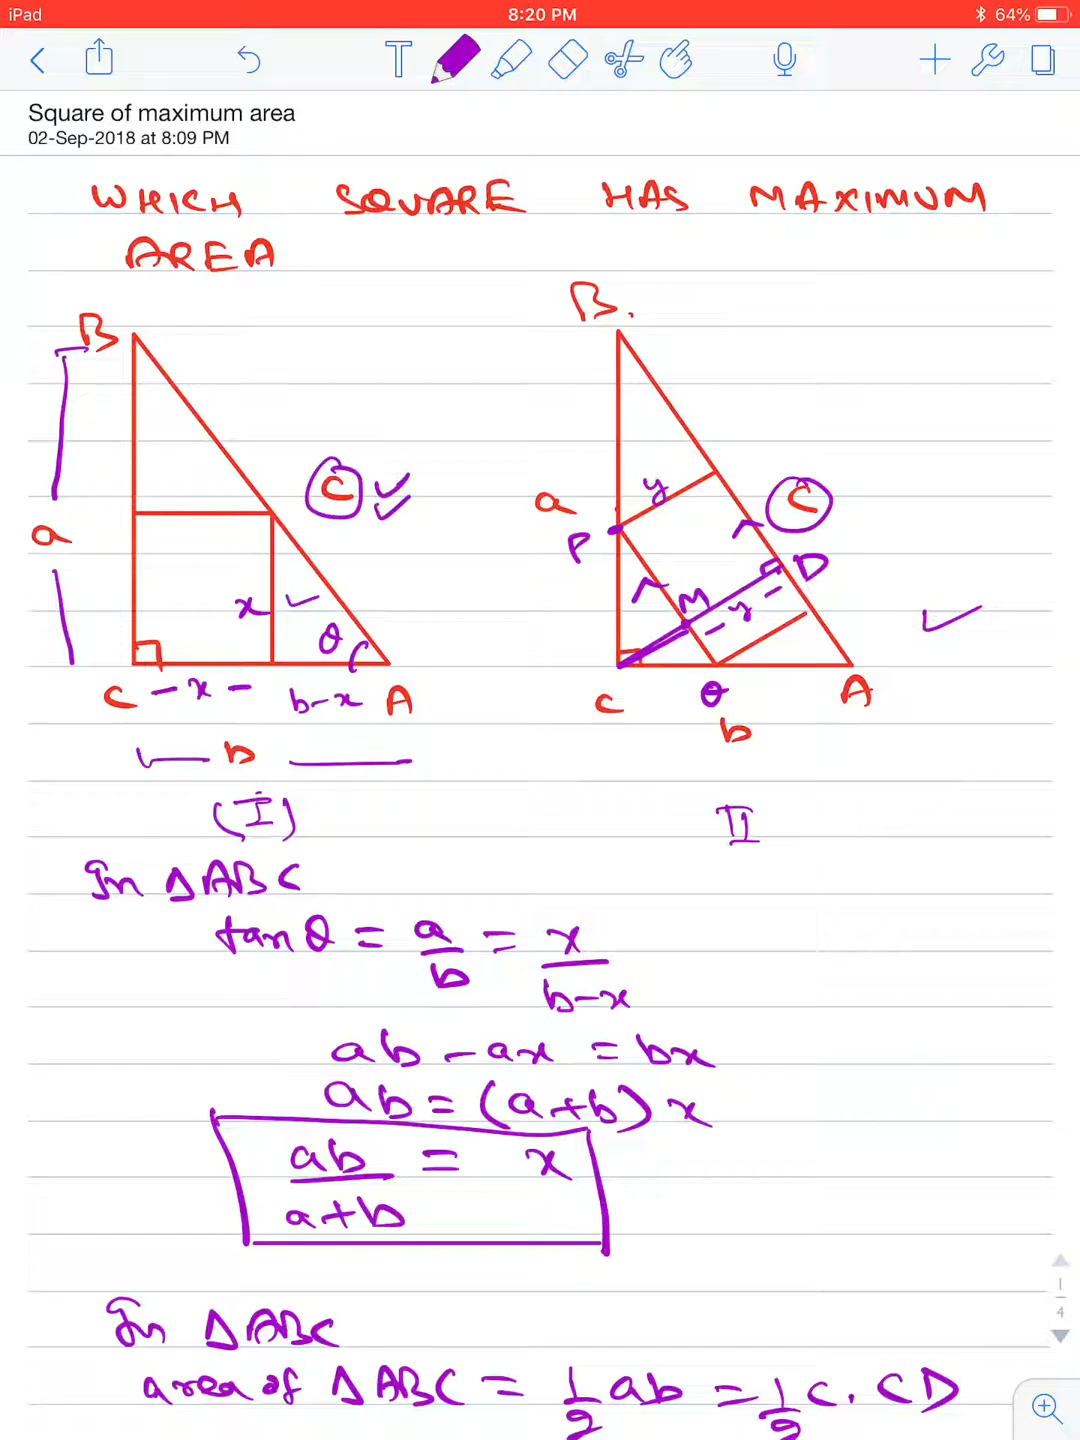 iPad
8:20 PM
64%
T
Square of maximum area
02-Sep-2018 at 8:09 PM
WHICH SQUARE HAS MAXIMUM
AREA
B
C
a
x
θ
C - x - b-x A
b
(I)
B.
a
y
C
P
D
M
y
C
Q
A
b
II
In ΔABC
tan θ = a/b = x/b-x
ab - ax = bx
ab = (a+b) x
ab/a+b = x
In ΔABC
area of ΔABC = 1/2 ab = 1/2 c. CD
1
4